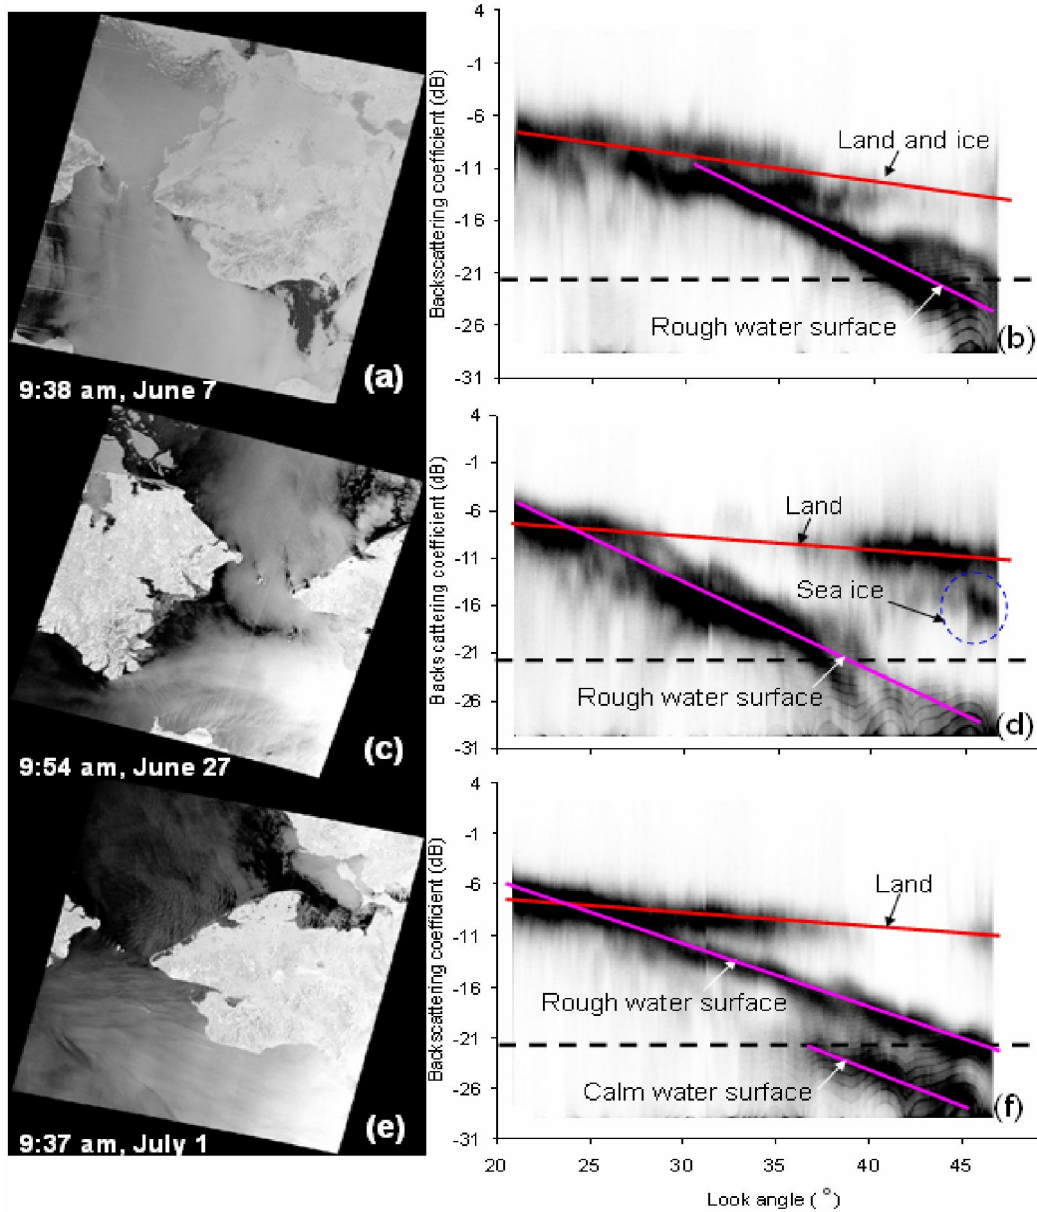 4
-1
-6
-11
-16
-21
-26
-31
Backscattering coefficient (dB)
Land and ice
Rough water surface
(b)
(a)
9:38 am, June 7
4
-1
-6
-11
-16
-21
-26
-31
Backs cattering coefficient (dB)
Land
Sea ice
Rough water surface
(d)
(c)
9:54 am, June 27
4
-1
-6
-11
-16
-21
-26
-31
Backscattering coefficient (dB)
Land
Rough water surface
Calm water surface
(f)
(e)
9:37 am, July 1
20 25 30 35 40 45
Look angle (°)